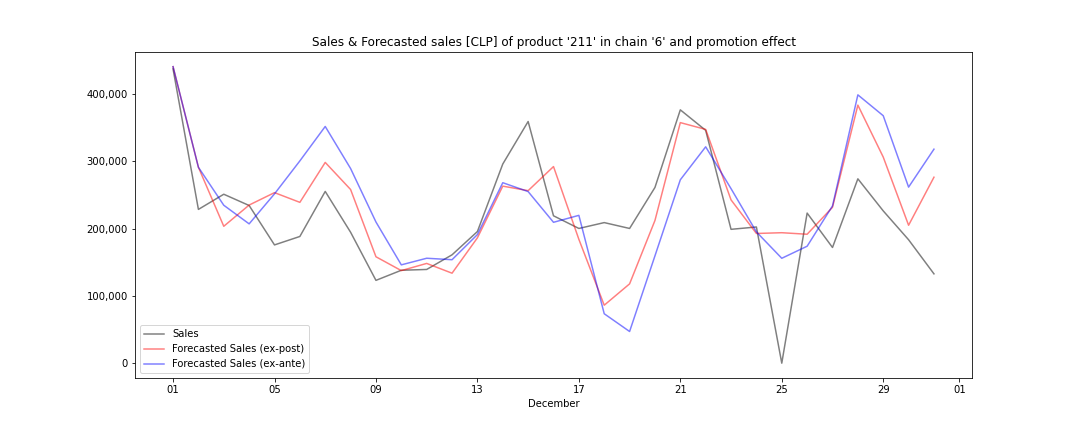 Sales & Forecasted sales [CLP] of product '211' in chain '6' and promotion effect
400,000
300,000
200,000
100,000
0
Sales
Forecasted Sales (ex-post)
Forecasted Sales (ex-ante)
01 05 09 13 17 21 25 29 01
December